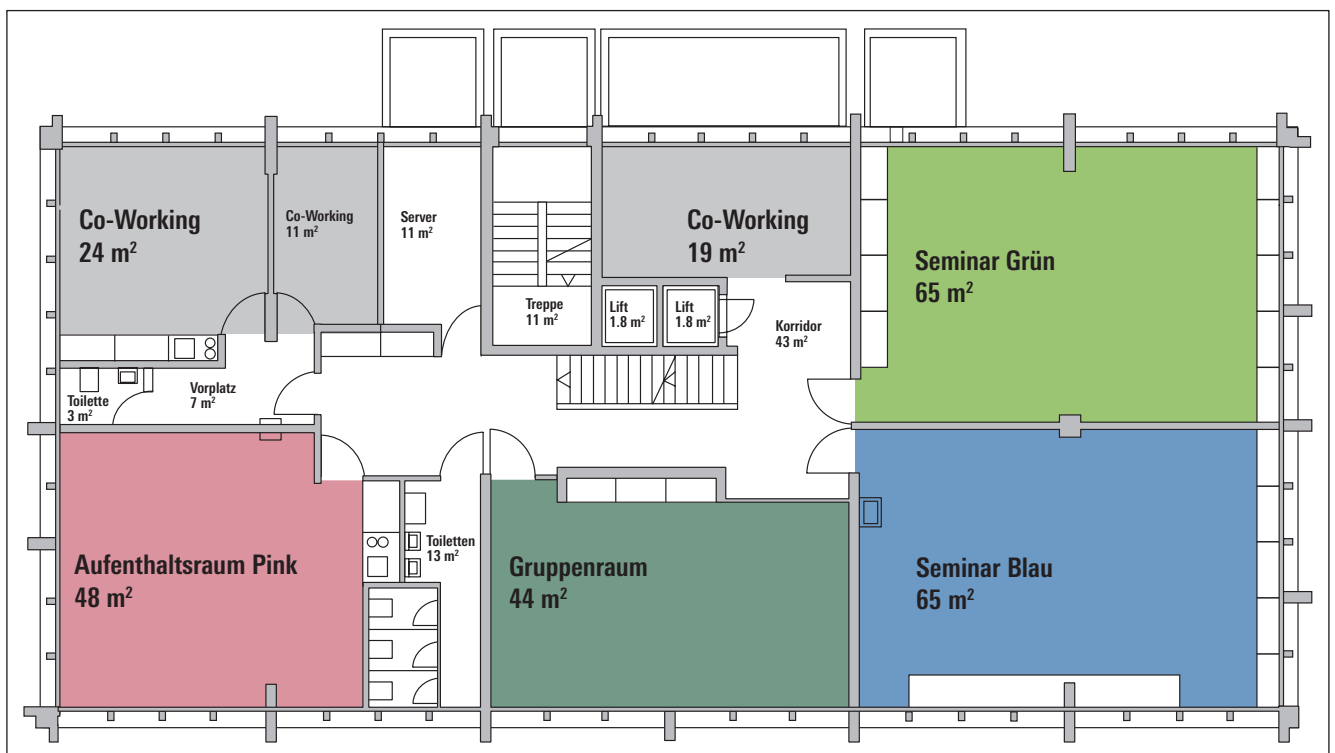 Co-Working
24 m²
Co-Working
11 m²
Server
11 m²
Treppe
11 m²
Co-Working
19 m²
Lift
1.8 m²
Lift
1.8 m²
Korridor
43 m²
Seminar Grün
65 m²
Toilette
3 m²
Vorplatz
7 m²
Aufenthaltsraum Pink
48 m²
Toiletten
13 m²
Gruppenraum
44 m²
Seminar Blau
65 m²